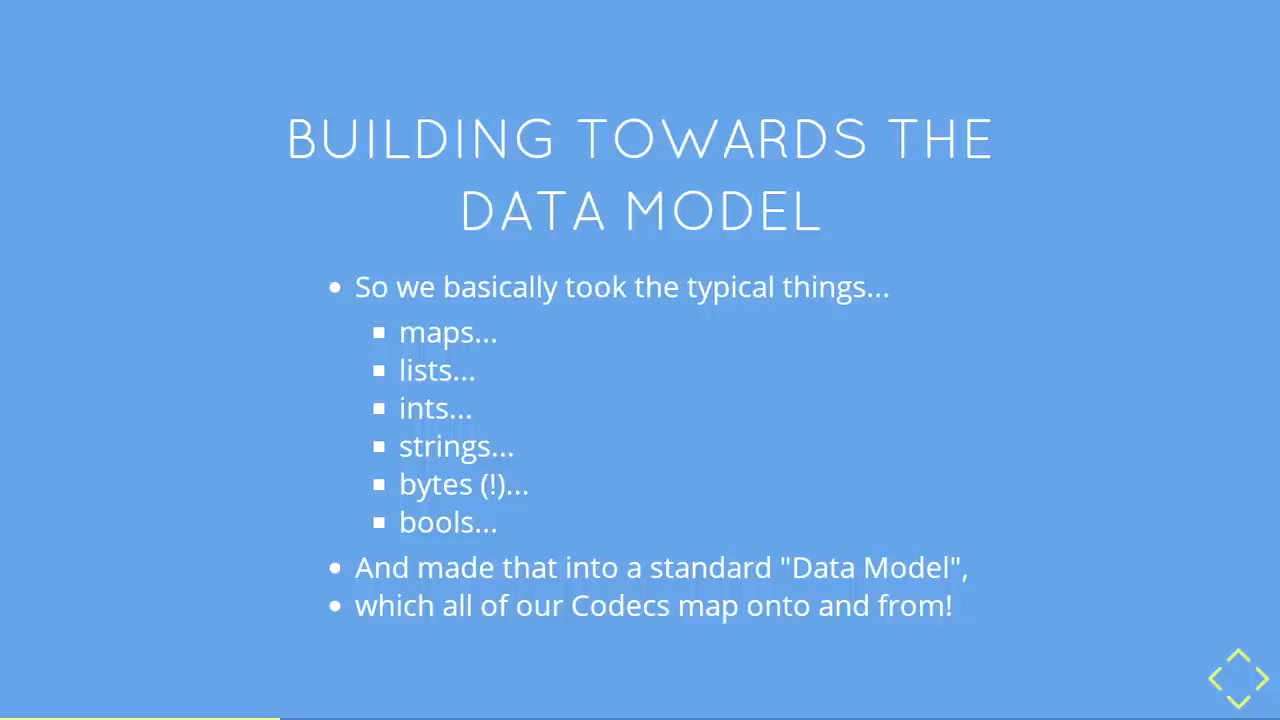 BUILDING TOWARDS THE
DATA MODEL
So we basically took the typical things...
maps...
lists...
ints...
strings...
bytes (!)...
bools...
And made that into a standard "Data Model",
which all of our Codecs map onto and from!